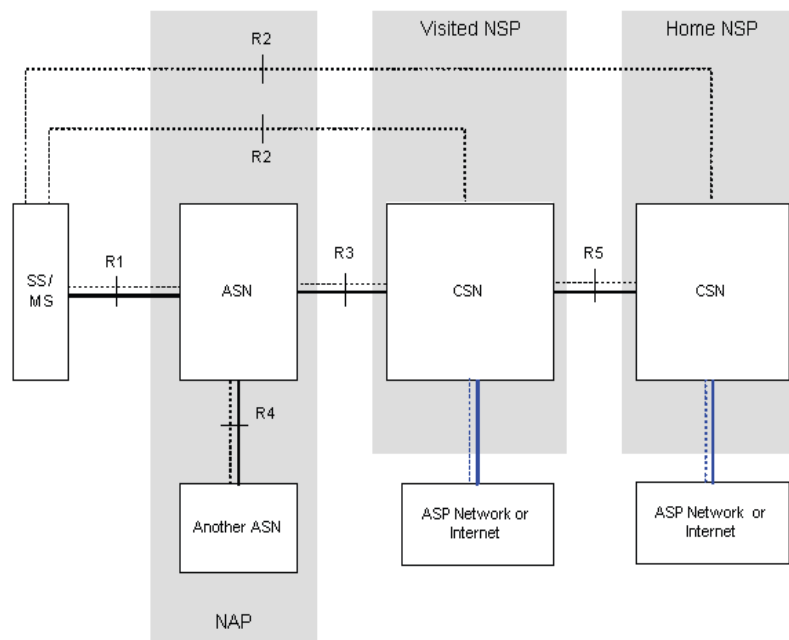 R2
Visited NSP
Home NSP
R2
SS/
MS
R1
ASN
R3
CSN
R5
CSN
R4
Another ASN
ASP Network or
Internet
ASP Network or
Internet
NAP